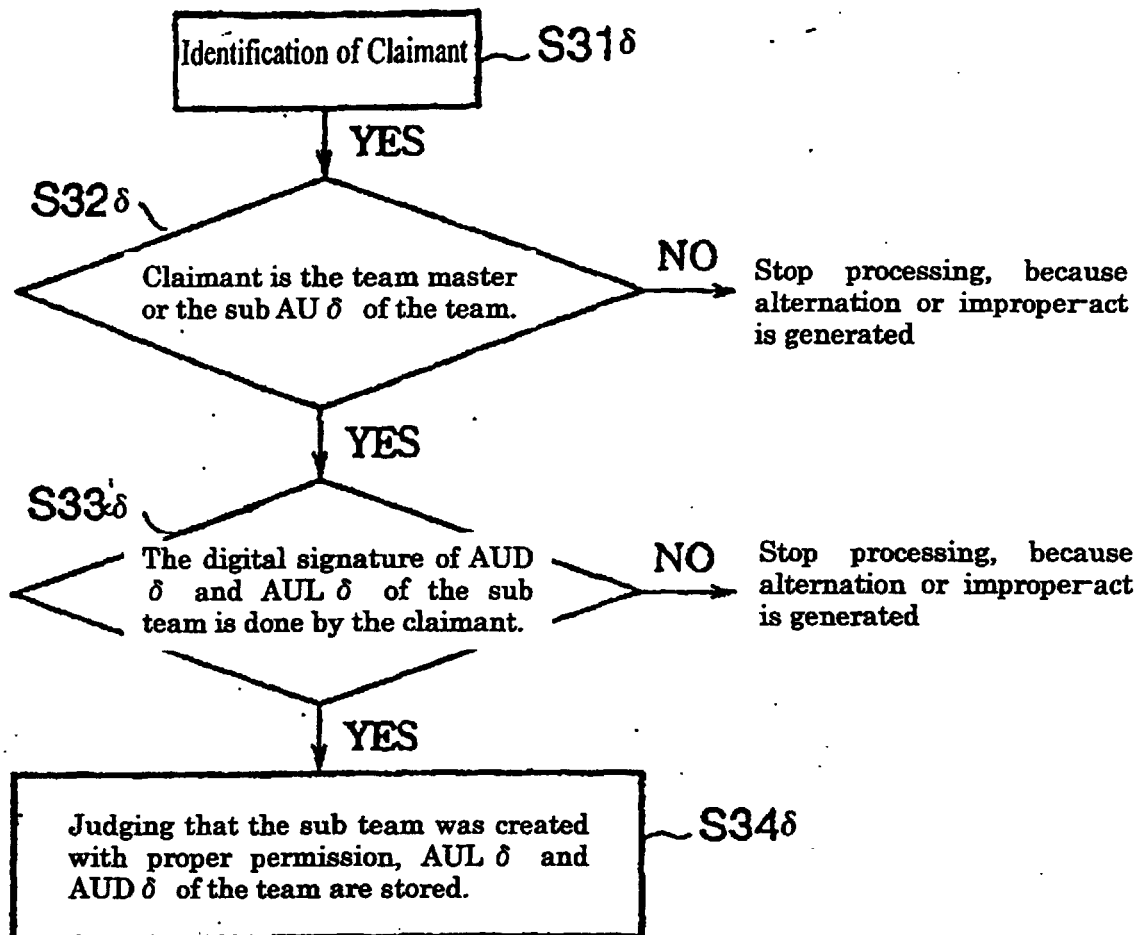 Identification of Claimant
S31δ
YES
S32δ
Claimant is the team master
or the sub AU δ of the team.
NO
Stop processing, because
alternation or improper-act
is generated
YES
S33δ
The digital signature of AUD
δ and AUL δ of the sub
team is done by the claimant.
NO
Stop processing, because
alternation or improper-act
is generated
YES
Judging that the sub team was created
with proper permission, AUL δ and
AUD δ of the team are stored.
S34δ